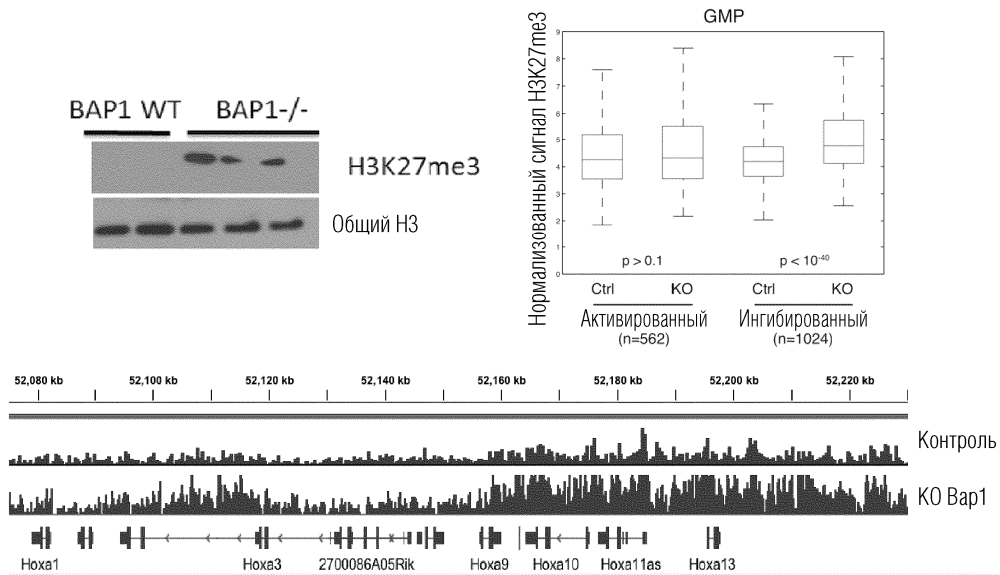 BAP1 WT BAP1-/-
H3K27me3
Общий H3
GMP
Нормализованный сигнал H3K27me3
9
8
7
6
5
4
3
2
1
0
p > 0.1 p < 10-40
Ctrl KO Ctrl KO
Активированный Ингибированный
(n=562) (n=1024)
52,080 kb 52,100 kb 52,120 kb 52,140 kb 52,160 kb 52,180 kb 52,200 kb 52,220 kb
Контроль
KO Bap1
Hoxa1 Hoxa3 2700086A05Rik Hoxa9 Hoxa10 Hoxa11as Hoxa13